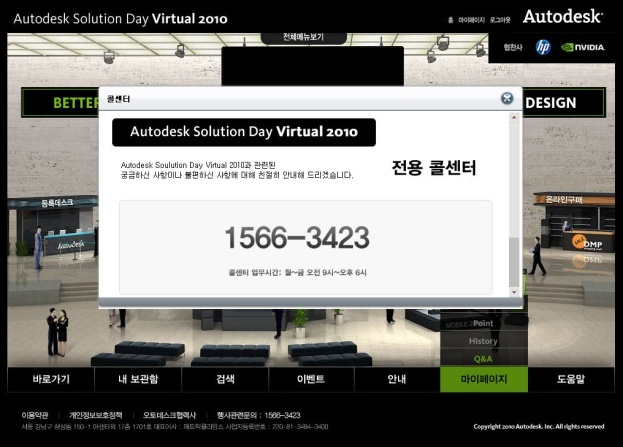 Autodesk Solution Day Virtual 2010
홈 마이페이지 로그아웃
Autodesk
전체메뉴보기
협찬사 hp NVIDIA.
BETTER
DESIGN
콜센터
Autodesk Solution Day Virtual 2010
Autodesk Soulution Day Virtual 2010과 관련된
궁금하신 사항이나 불편하신 사항에 대해 친절히 안내해 드리겠습니다.
전용 콜센터
1566-3423
콜센터 업무시간: 월~금 오전 9시~오후 6시
등록데스크
Autodesk
온라인구매
DMP
Point
History
Q&A
바로가기 내 보관함 검색 이벤트 안내 마이페이지 도움말
이용약관 개인정보보호정책 오토데스크협력사 행사관련문의 : 1566-3423
Copyright 2010 Autodesk, Inc. All rights reserved